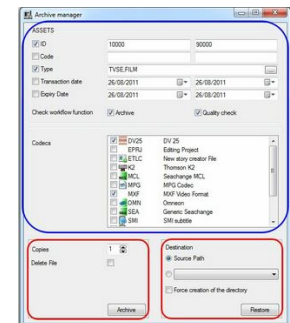 Archive manager
ASSETS
ID 10000 90000
Code
Type TVSE,FILM ...
Transaction date 26/08/2011 26/08/2011
Expiry Date 26/08/2011 26/08/2011
Check workflow function Archive Quality check
Codecs
DV25 DV 25
EPRJ Editing Project
ETLC New story creator File
K2 Thomson K2
MCL Seachange MCL
MPG MPG Codec
MXF MXF Video Format
OMN Omneon
SEA Generic Seachange
SMI SMI subtitle
Copies 1
Delete File
Archive
Destination
Source Path
Force creation of the directory
Restore